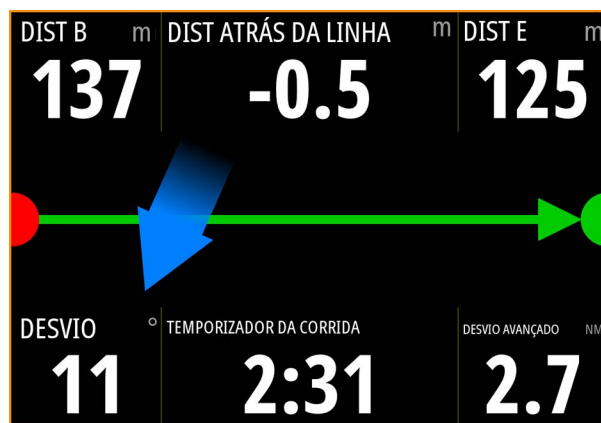 DIST B m DIST ATRÁS DA LINHA m DIST E m
137 -0.5 125
DESVIO ° TEMPORIZADOR DA CORRIDA DESVIO AVANÇADO NM
11 2:31 2.7